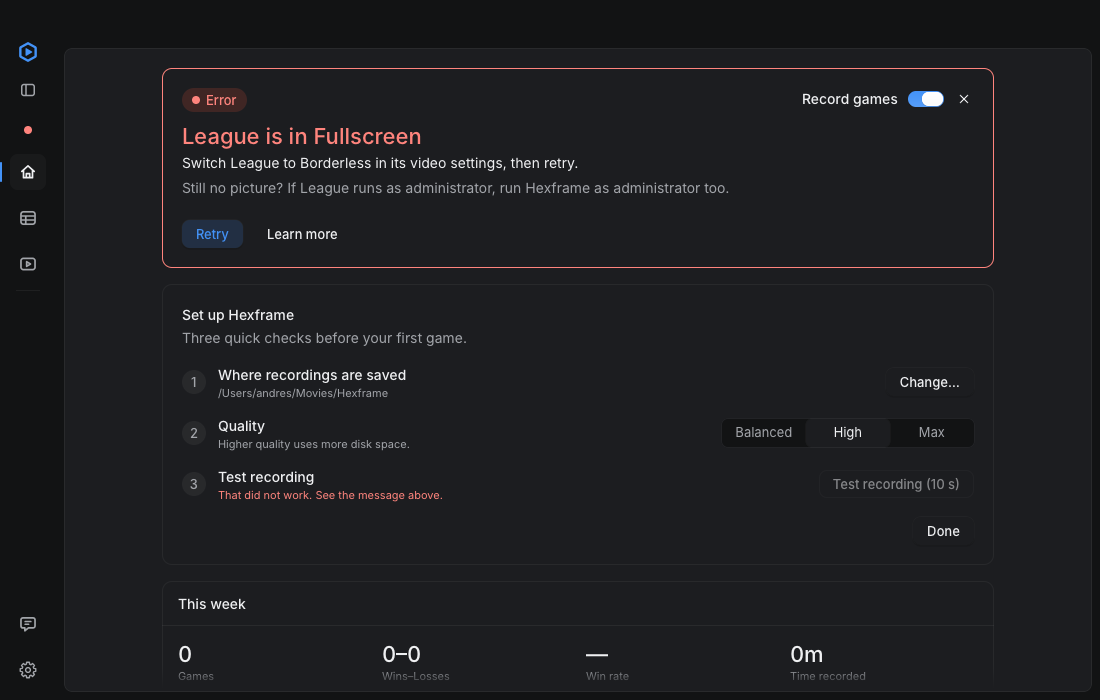 Error
Record games
League is in Fullscreen
Switch League to Borderless in its video settings, then retry.
Still no picture? If League runs as administrator, run Hexframe as administrator too.
Retry
Learn more
Set up Hexframe
Three quick checks before your first game.
1
Where recordings are saved
/Users/andres/Movies/Hexframe
Change...
2
Quality
Higher quality uses more disk space.
Balanced
High
Max
3
Test recording
That did not work. See the message above.
Test recording (10 s)
Done
This week
0
0–0
—
0m
Games
Wins–Losses
Win rate
Time recorded